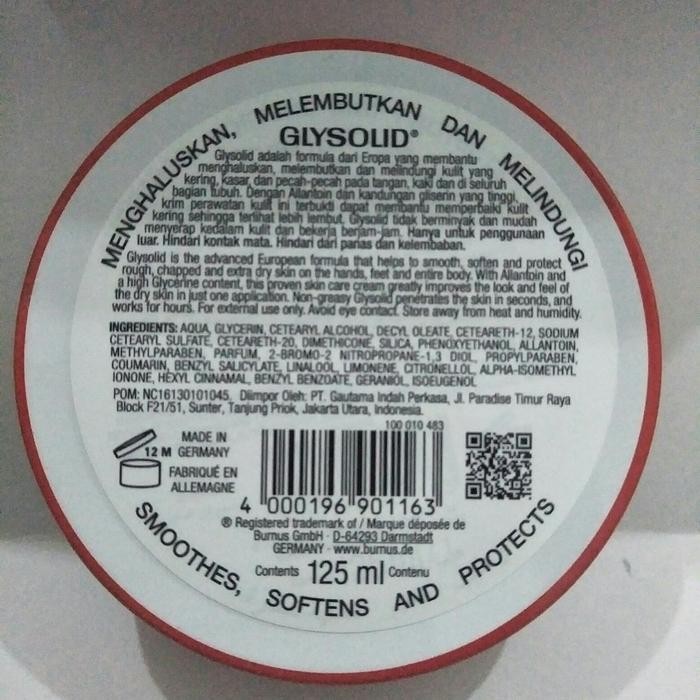 MENGHALUSKAN, MELEMBUTKAN DAN MELINDUNGI
GLYSOLID®
Glysolid adalah formula dari Eropa yang membantu
menghaluskan, melembutkan dan melindungi kulit yang
kering, kasar, dan pecah-pecah pada tangan, kaki dan di seluruh
bagian tubuh. Dengan Allantoin dan kandungan gliserin yang tinggi,
krim perawatan kulit ini terbukti dapat membantu memperbaiki kulit
kering sehingga terlihat lebih lembut. Glysolid tidak berminyak dan mudah
menyerap kedalam kulit dan bekerja berjam-jam. Hanya untuk penggunaan
luar. Hindari kontak mata. Hindari dari panas dan kelembaban.
Glysolid is the advanced European formula that helps to smooth, soften and protect
rough, chapped and extra dry skin on the hands, feet and entire body. With Allantoin and
a high Glycerine content, this proven skin care cream greatly improves the look and feel of
the dry skin in just one application. Non-greasy Glysolid penetrates the skin in seconds, and
works for hours. For external use only. Avoid eye contact. Store away from heat and humidity.
INGREDIENTS: AQUA, GLYCERIN, CETEARYL ALCOHOL, DECYL OLEATE, CETEARETH-12, SODIUM
CETEARYL SULFATE, CETEARETH-20, DIMETHICONE, SILICA, PHENOXYETHANOL, ALLANTOIN,
METHYLPARABEN, PARFUM, 2-BROMO-2 NITROPROPANE-1,3 DIOL, PROPYLPARABEN,
COUMARIN, BENZYL SALICYLATE, LINALOOL, LIMONENE, CITRONELLOL, ALPHA-ISOMETHYL
IONONE, HEXYL CINNAMAL, BENZYL BENZOATE, GERANIOL, ISOEUGENOL
POM: NC16130101045. Diimpor Oleh: PT. Gautama Indah Perkasa, Jl. Paradise Timur Raya
Block F21/51, Sunter, Tanjung Priok, Jakarta Utara, Indonesia.
100 010 483
12 M
MADE IN
GERMANY
FABRIQUÉ EN
ALLEMAGNE
4 000196 901163
® Registered trademark of / Marque déposée de
Burnus GmbH · D-64293 Darmstadt
GERMANY · www.burnus.de
Contents 125 ml Contenu
SMOOTHES, SOFTENS AND PROTECTS